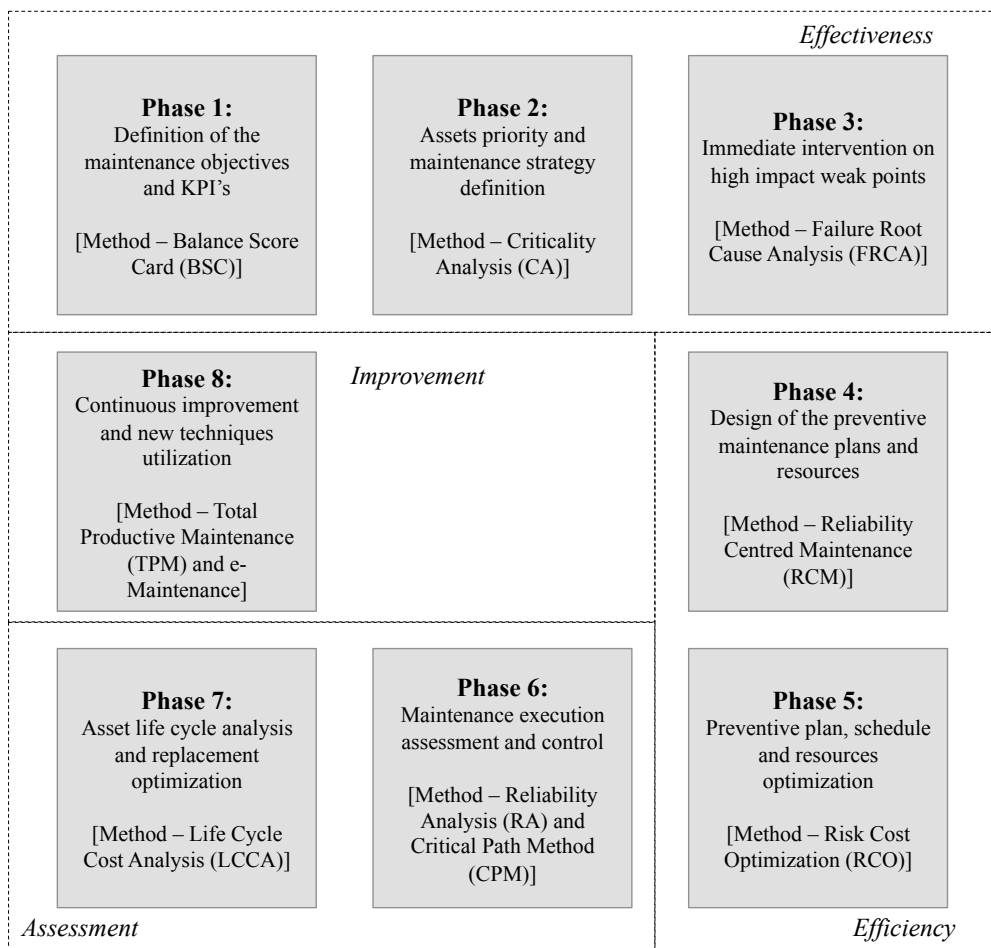 Effectiveness
Phase 1:
Definition of the
maintenance objectives
and KPI’s
[Method – Balance Score
Card (BSC)]
Phase 2:
Assets priority and
maintenance strategy
definition
[Method – Criticality
Analysis (CA)]
Phase 3:
Immediate intervention on
high impact weak points
[Method – Failure Root
Cause Analysis (FRCA)]
Phase 8:
Continuous improvement
and new techniques
utilization
[Method – Total
Productive Maintenance
(TPM) and e-
Maintenance]
Improvement
Phase 4:
Design of the preventive
maintenance plans and
resources
[Method – Reliability
Centred Maintenance
(RCM)]
Phase 7:
Asset life cycle analysis
and replacement
optimization
[Method – Life Cycle
Cost Analysis (LCCA)]
Phase 6:
Maintenance execution
assessment and control
[Method – Reliability
Analysis (RA) and
Critical Path Method
(CPM)]
Phase 5:
Preventive plan, schedule
and resources
optimization
[Method – Risk Cost
Optimization (RCO)]
Assessment
Efficiency